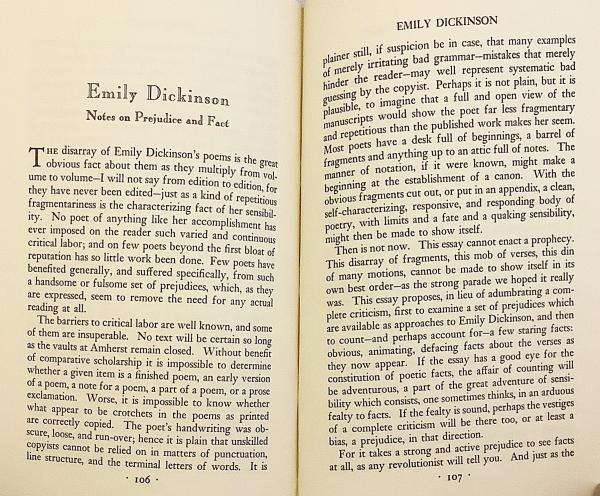 Emily Dickinson
Notes on Prejudice and Fact
THE disarray of Emily Dickinson's poems is the great
obvious fact about them as they multiply from vol-
ume to volume—I will not say from edition to edition, for
they have never been edited—just as a kind of repetitious
fragmentariness is the characterizing fact of her sensibil-
ity. No poet of anything like her accomplishment has
ever imposed on the reader such varied and continuous
critical labor; and on few poets beyond the first bloat of
reputation has so little work been done. Few poets have
benefited generally, and suffered specifically, from such
a handsome or fulsome set of prejudices, which, as they
are expressed, seem to remove the need for any actual
reading at all.
The barriers to critical labor are well known, and some
of them are insuperable. No text will be certain so long
as the vaults at Amherst remain closed. Without benefit
of comparative scholarship it is impossible to determine
whether a given item is a finished poem, an early version
of a poem, a note for a poem, a part of a poem, or a prose
exclamation. Worse, it is impossible to know whether
what appear to be crotchets in the poems as printed
are correctly copied. The poet's handwriting was ob-
scure, loose, and run-over; hence it is plain that unskilled
copyists cannot be relied on in matters of punctuation,
line structure, and the terminal letters of words. It is
· 106 ·
EMILY DICKINSON
plainer still, if suspicion be in case, that many examples
of merely irritating bad grammar—mistakes that merely
hinder the reader—may well represent systematic bad
guessing by the copyist. Perhaps it is not plain, but it is
plausible, to imagine that a full and open view of the
manuscripts would show the poet far less fragmentary
and repetitious than the published work makes her seem.
Most poets have a desk full of beginnings, a barrel of
fragments and anything up to an attic full of notes. The
manner of notation, if it were known, might make a
beginning at the establishment of a canon. With the
obvious fragments cut out, or put in an appendix, a clean,
self-characterizing, responsive, and responding body of
poetry, with limits and a fate and a quaking sensibility,
might then be made to show itself.
Then is not now. This essay cannot enact a prophecy.
This disarray of fragments, this mob of verses, this din
of many motions, cannot be made to show itself in its
own best order—as the strong parade we hoped it really
was. This essay proposes, in lieu of adumbrating a com-
plete criticism, first to examine a set of prejudices which
are available as approaches to Emily Dickinson, and then
to count—and perhaps account for—a few staring facts:
obvious, animating, defacing facts about the verses as
they now appear. If the essay has a good eye for the
constitution of poetic facts, the affair of counting will
be adventurous, a part of the great adventure of sensi-
bility which consists, one sometimes thinks, in an arduous
fealty to facts. If the fealty is sound, perhaps the vestiges
of a complete criticism will be there too, or at least a
bias, a prejudice, in that direction.
For it takes a strong and active prejudice to see facts
at all, as any revolutionist will tell you. And just as the
· 107 ·